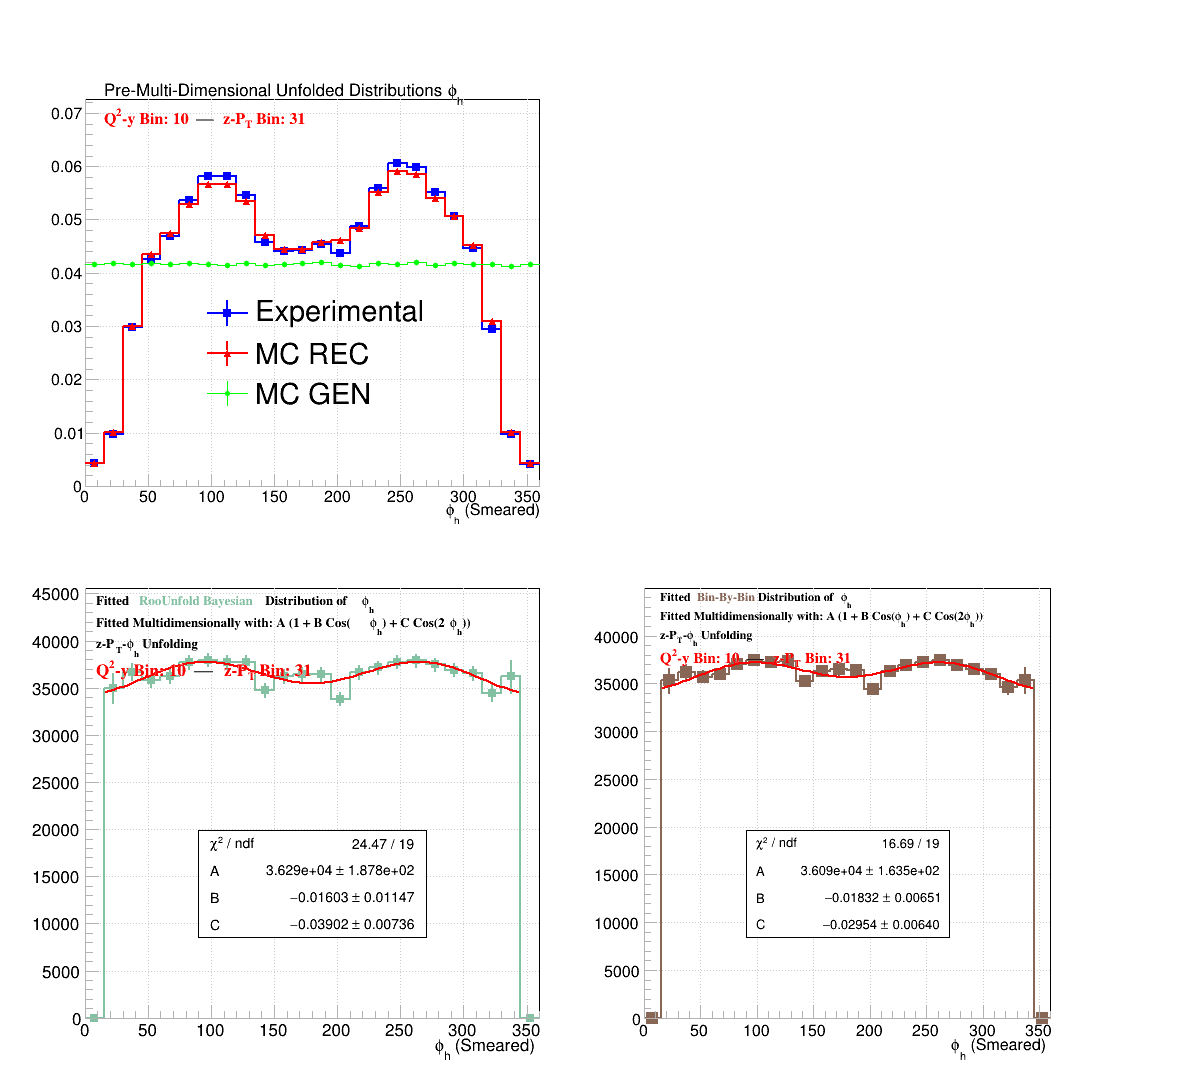 Pre-Multi-Dimensional Unfolded Distributions ϕh
Q2-y Bin: 10 — z-PT Bin: 31
0.07
0.06
0.05
0.04
0.03
0.02
0.01
0
Experimental
MC REC
MC GEN
0 50 100 150 200 250 300 350
ϕh (Smeared)
Fitted RooUnfold Bayesian Distribution of ϕh
Fitted Multidimensionally with: A (1 + B Cos(ϕh) + C Cos(2 ϕh))
z-PT-ϕh Unfolding
Q2-y Bin: 10 — z-PT Bin: 31
45000
40000
35000
30000
25000
20000
15000
10000
5000
0
χ2 / ndf 24.47 / 19
A 3.629e+04 ± 1.878e+02
B −0.01603 ± 0.01147
C −0.03902 ± 0.00736
0 50 100 150 200 250 300 350
ϕh (Smeared)
Fitted Bin-By-Bin Distribution of ϕh
Fitted Multidimensionally with: A (1 + B Cos(ϕh) + C Cos(2ϕh))
z-PT-ϕh Unfolding
Q2-y Bin: 10 — z-PT Bin: 31
40000
35000
30000
25000
20000
15000
10000
5000
0
χ2 / ndf 16.69 / 19
A 3.609e+04 ± 1.635e+02
B −0.01832 ± 0.00651
C −0.02954 ± 0.00640
0 50 100 150 200 250 300 350
ϕh (Smeared)